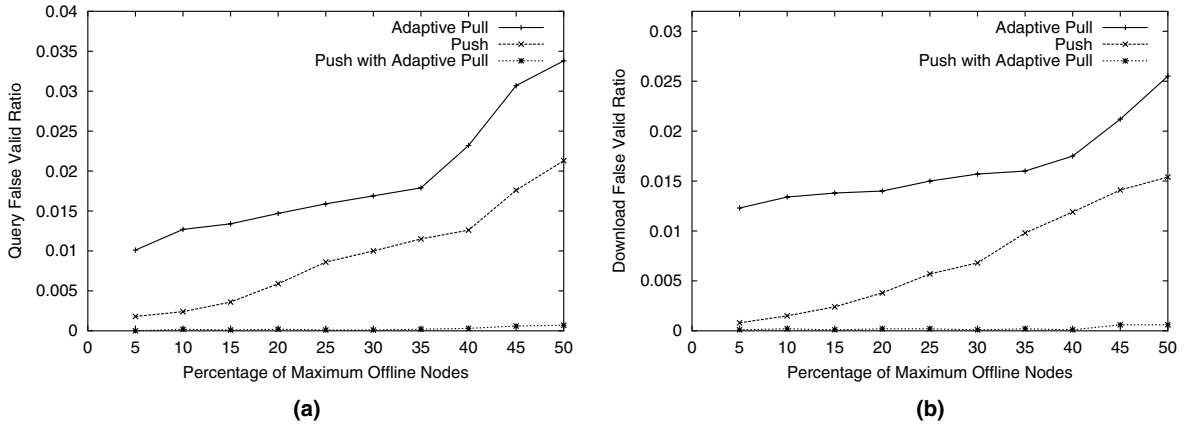 0.04
0.035
0.03
0.025
0.02
0.015
0.01
0.005
0
Query False Valid Ratio
Adaptive Pull
Push
Push with Adaptive Pull
0 5 10 15 20 25 30 35 40 45 50
Percentage of Maximum Offline Nodes
(a)
0.03
0.025
0.02
0.015
0.01
0.005
0
Download False Valid Ratio
Adaptive Pull
Push
Push with Adaptive Pull
0 5 10 15 20 25 30 35 40 45 50
Percentage of Maximum Offline Nodes
(b)